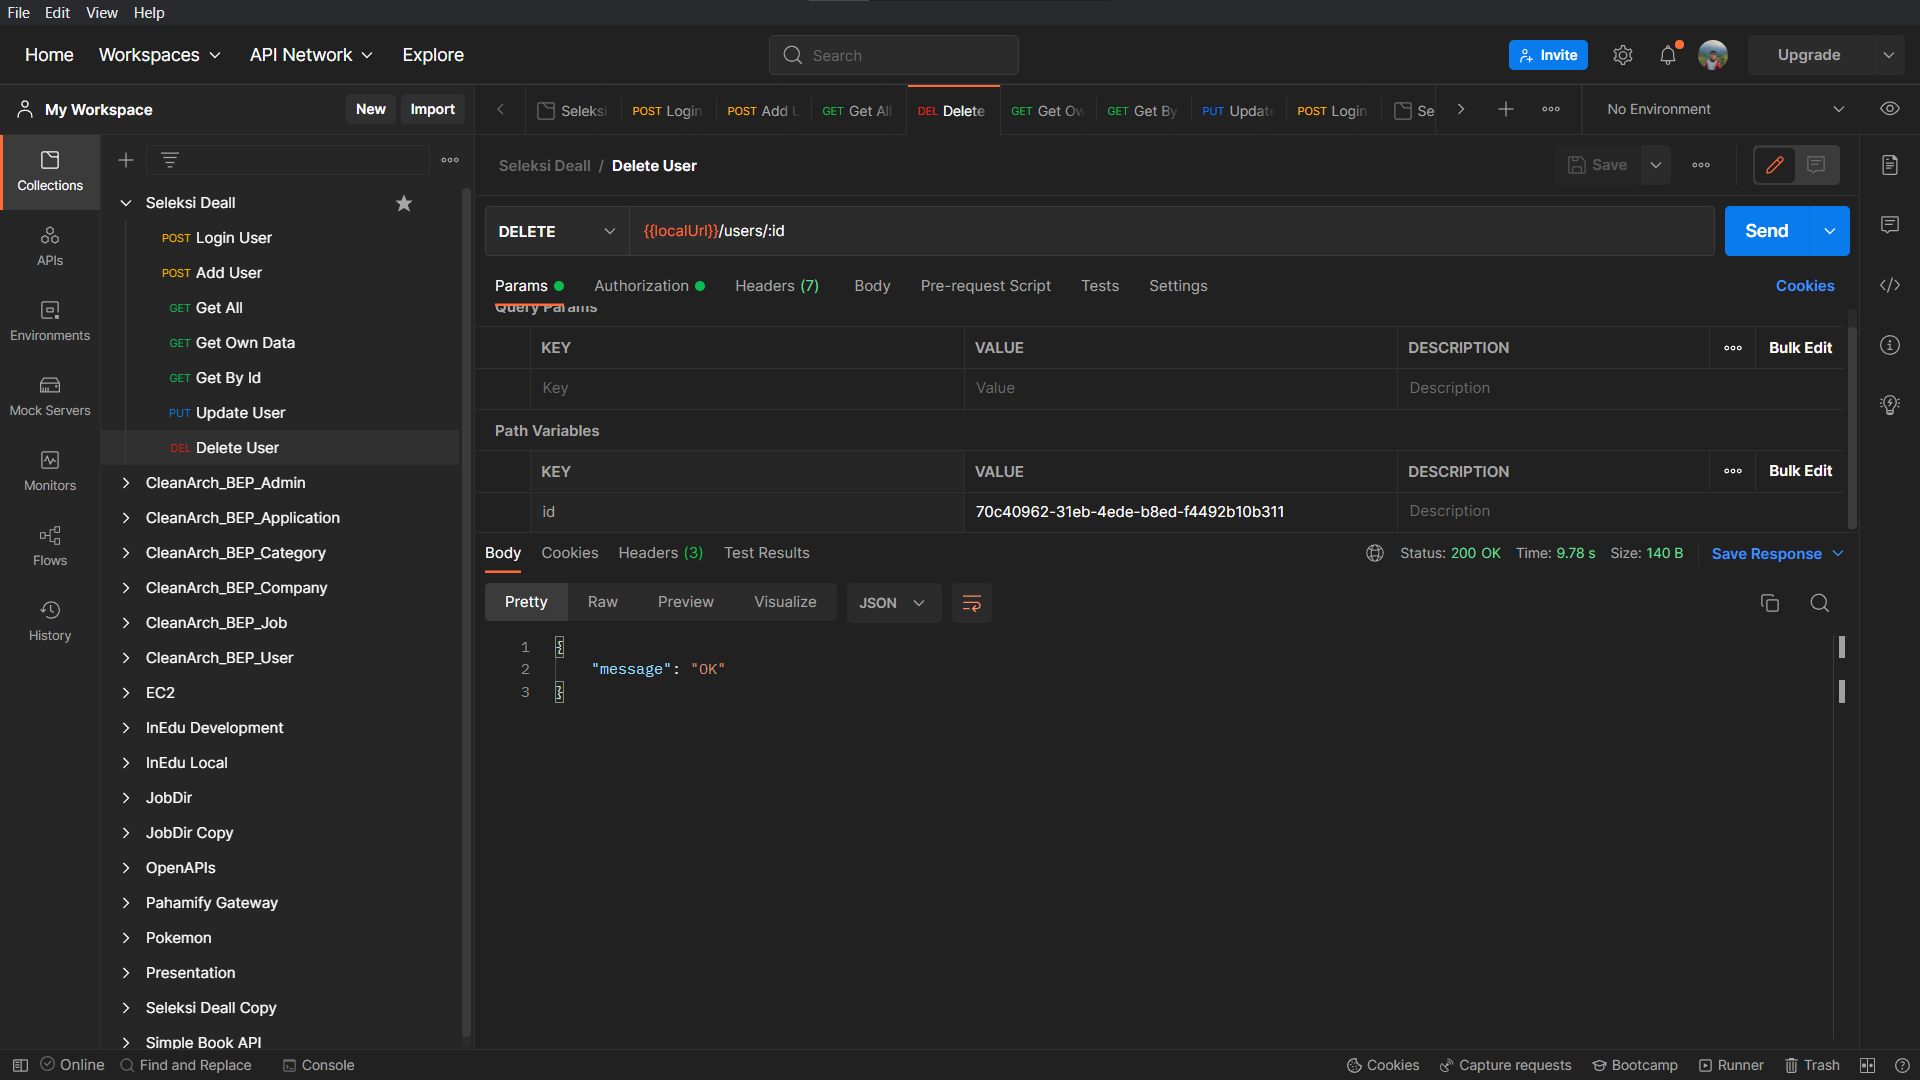 File Edit View Help
Home Workspaces API Network Explore Search Invite Upgrade
My Workspace New Import Seleksi POST Login POST Add U GET Get All DEL Delete GET Get Ow GET Get By PUT Update POST Login Se No Environment
Seleksi Deall / Delete User Save
Collections
APIs
Environments
Mock Servers
Monitors
Flows
History
Seleksi Deall
POST Login User
POST Add User
GET Get All
GET Get Own Data
GET Get By Id
PUT Update User
DEL Delete User
CleanArch_BEP_Admin
CleanArch_BEP_Application
CleanArch_BEP_Category
CleanArch_BEP_Company
CleanArch_BEP_Job
CleanArch_BEP_User
EC2
InEdu Development
InEdu Local
JobDir
JobDir Copy
OpenAPIs
Pahamify Gateway
Pokemon
Presentation
Seleksi Deall Copy
Simple Book API
DELETE {{localUrl}}/users/:id Send
Params Authorization Headers (7) Body Pre-request Script Tests Settings Cookies
Query Params
KEY VALUE DESCRIPTION Bulk Edit
Key Value Description
Path Variables
KEY VALUE DESCRIPTION Bulk Edit
id 70c40962-31eb-4ede-b8ed-f4492b10b311 Description
Body Cookies Headers (3) Test Results Status: 200 OK Time: 9.78 s Size: 140 B Save Response
Pretty Raw Preview Visualize JSON
1 {
2 "message": "OK"
3 }
Online Find and Replace Console Cookies Capture requests Bootcamp Runner Trash